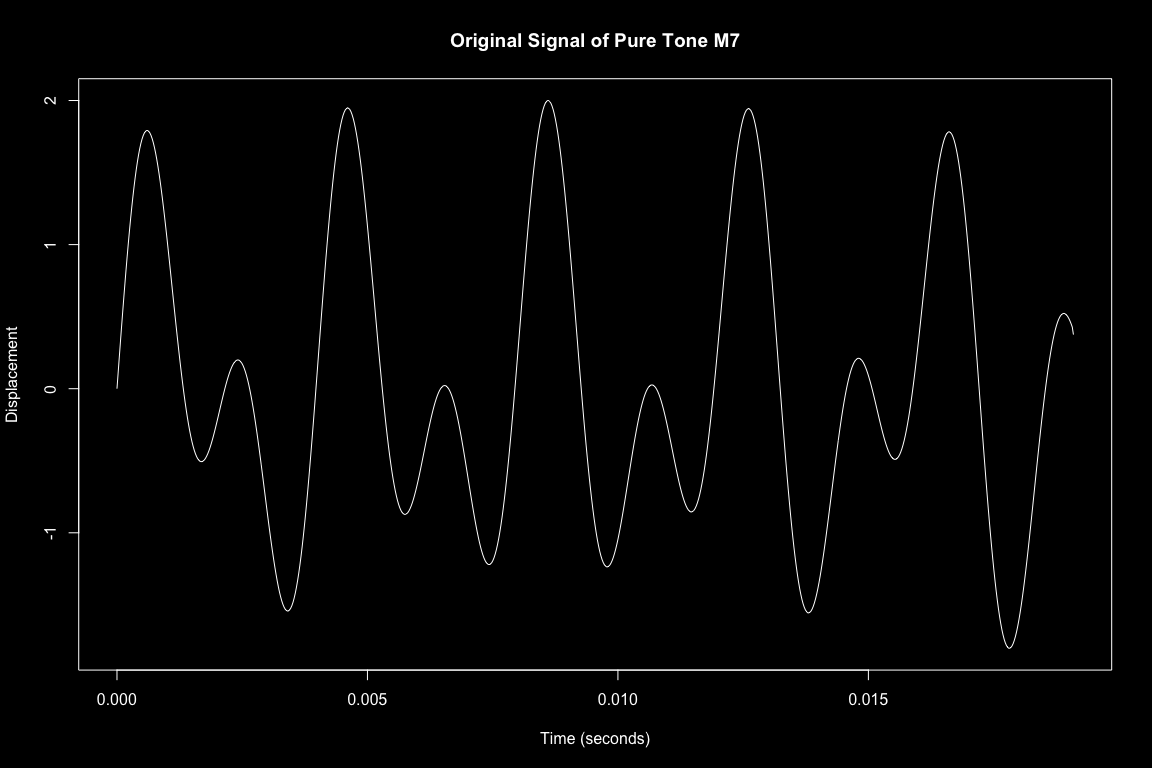 Original Signal of Pure Tone M7
2
1
0
-1
Displacement
0.000 0.005 0.010 0.015
Time (seconds)